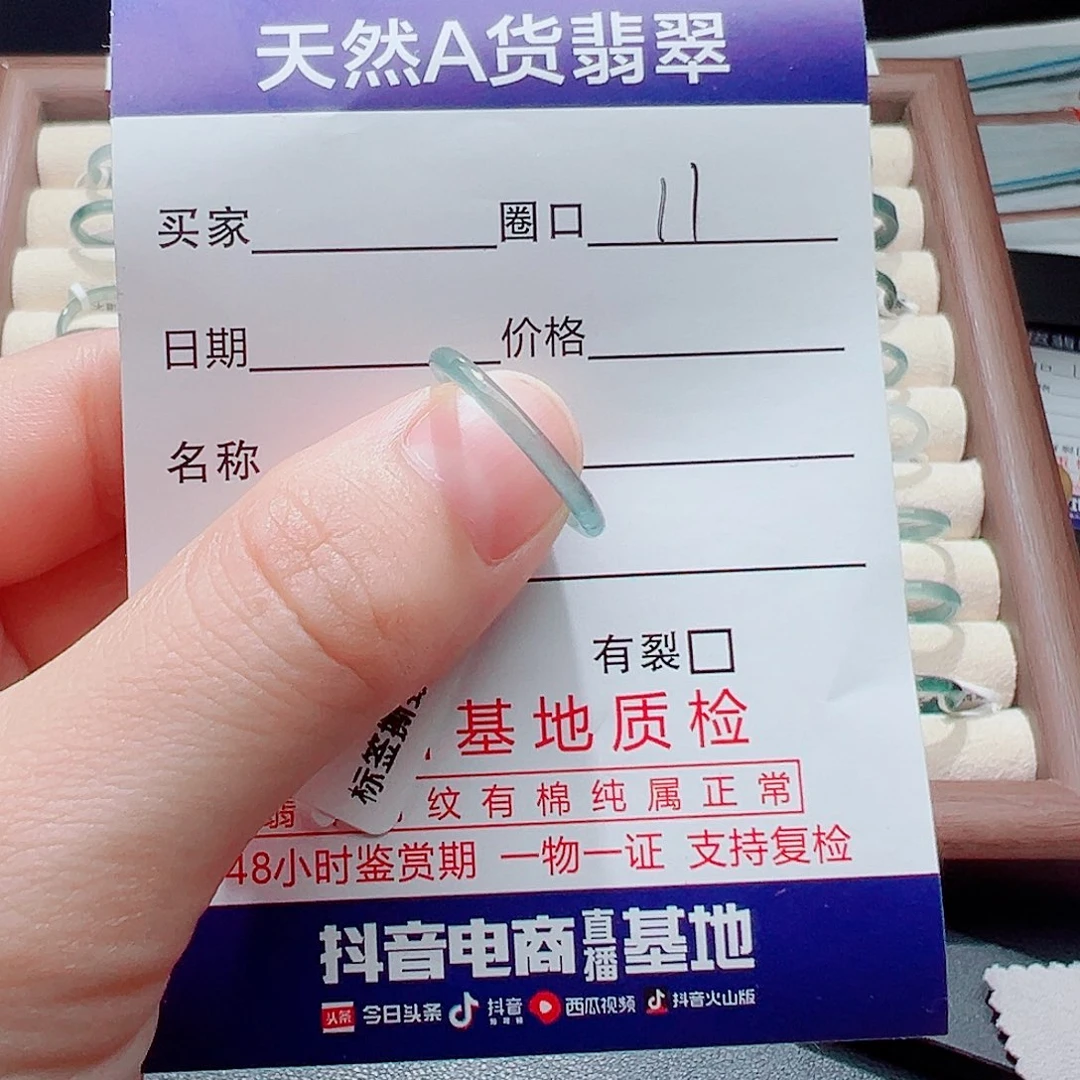 天然A货翡翠
买家 圈口 11
日期 价格
名称
有裂□
基地质检
纹有棉纯属正常
48小时鉴赏期 一物一证 支持复检
标签撕
抖音电商直播基地
头条 今日头条 抖音 西瓜视频 抖音火山版